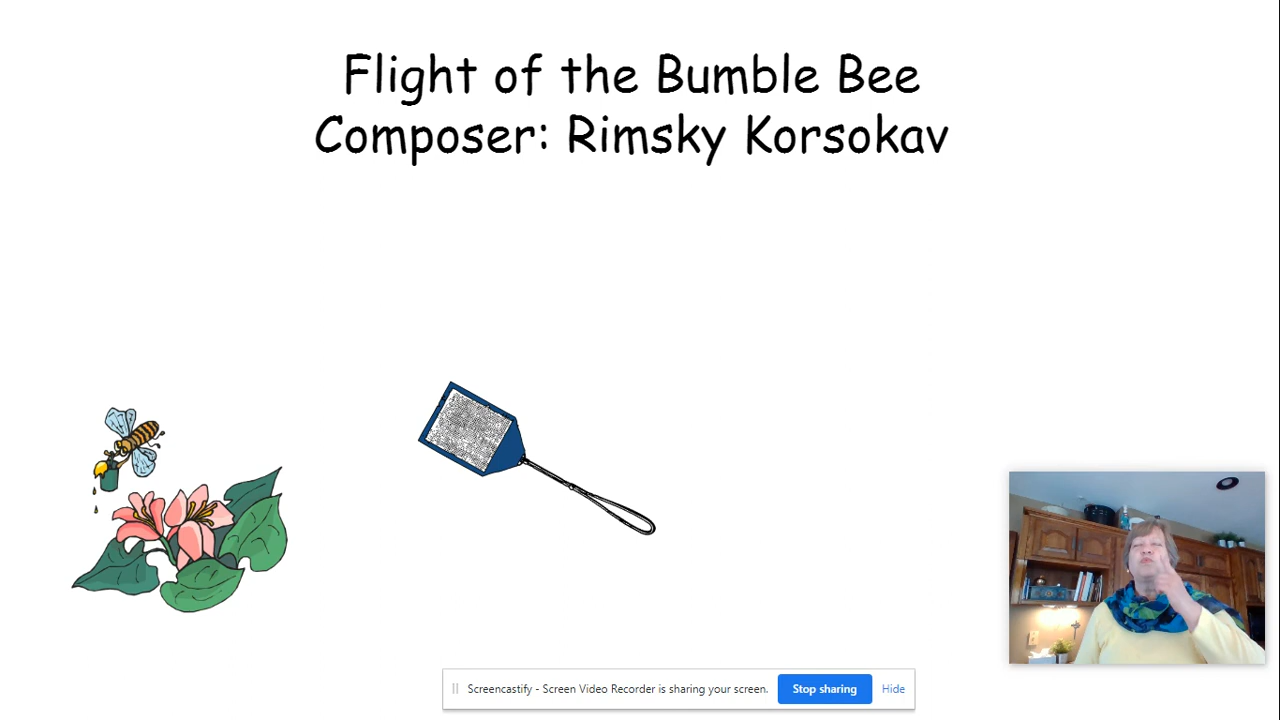 Flight of the Bumble Bee
Composer: Rimsky Korsokav
Screencastify - Screen Video Recorder is sharing your screen. Stop sharing Hide